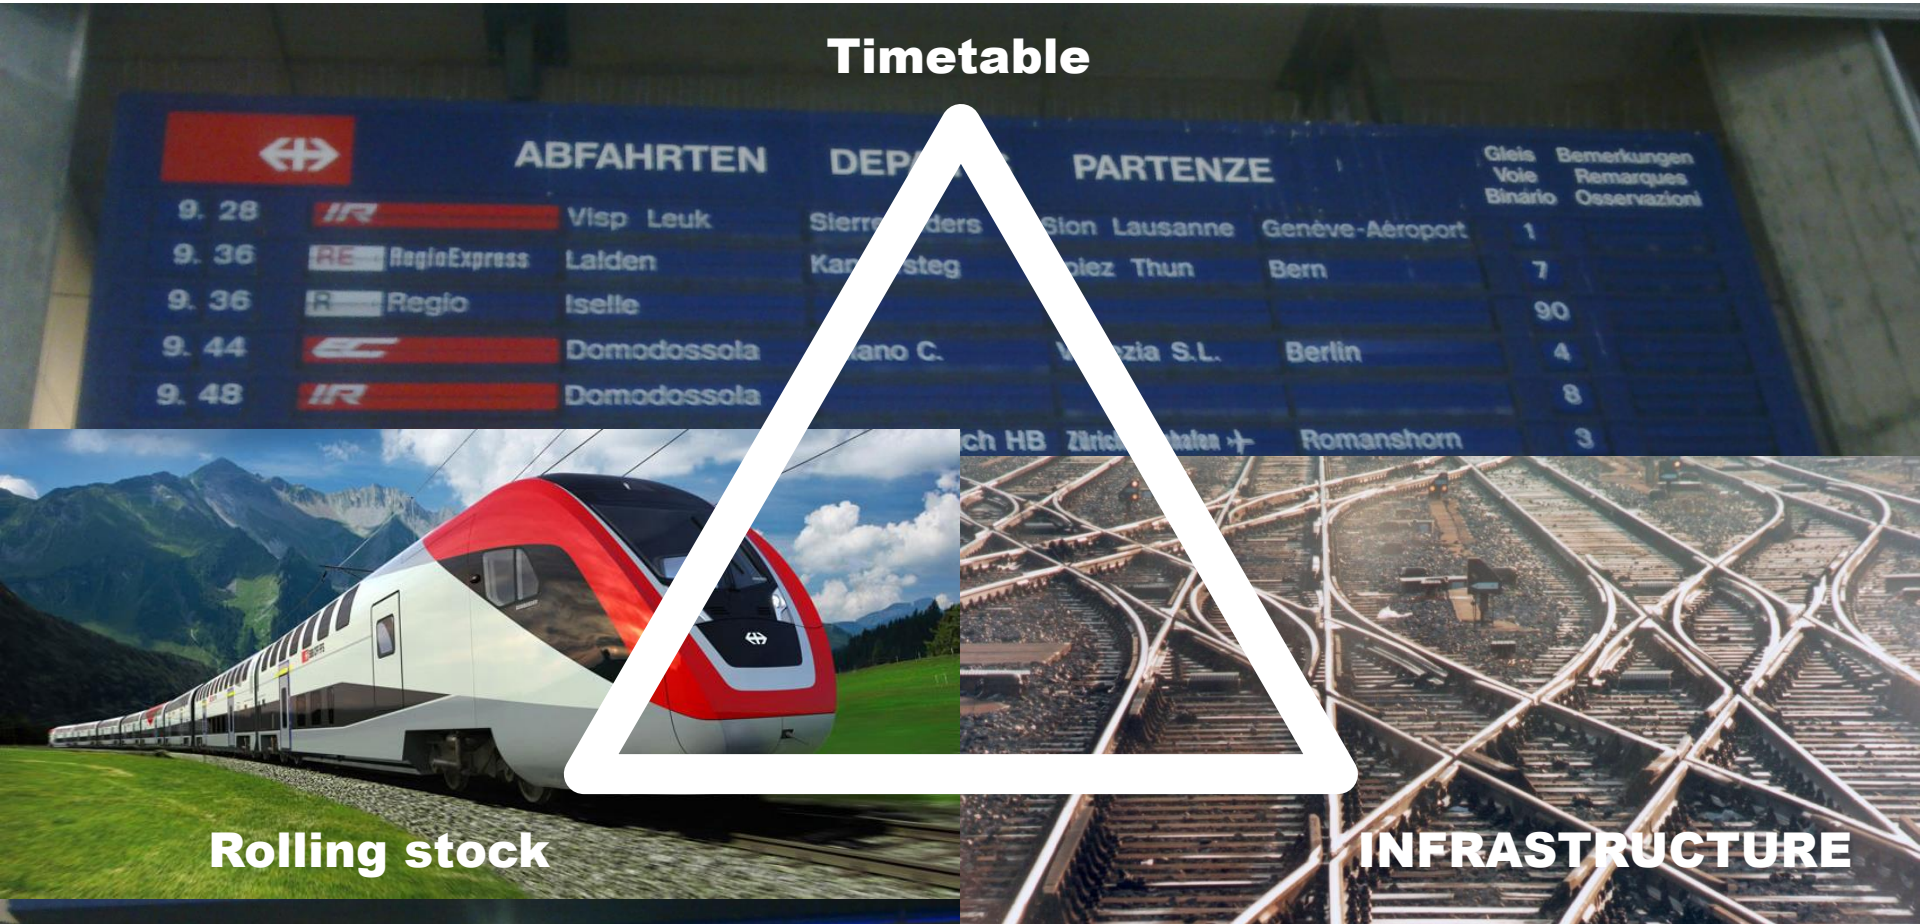 Timetable
ABFAHRTEN PARTENZE
Gleis Bemerkungen
Voie Remarques
Binario Osservazioni
9. 28 IR Visp Leuk Sion Lausanne Genève-Aéroport 1
9. 36 RE RegioExpress Lalden Thun Bern 7
9. 36 R Regio Iselle 90
9. 44 EC Domodossola C. S.L. Berlin 4
9. 48 IR Domodossola 8
HB Romanshorn 3
Rolling stock
INFRASTRUCTURE